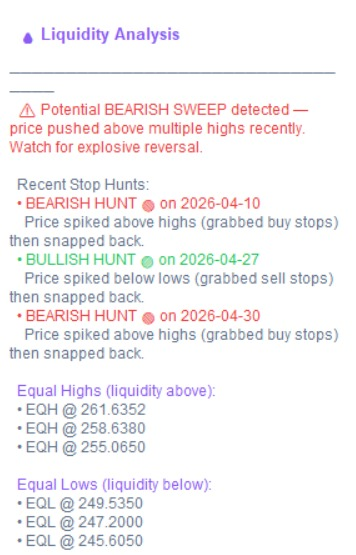 Liquidity Analysis
________________________________
____
⚠ Potential BEARISH SWEEP detected —
price pushed above multiple highs recently.
Watch for explosive reversal.
Recent Stop Hunts:
• BEARISH HUNT 🔴 on 2026-04-10
Price spiked above highs (grabbed buy stops)
then snapped back.
• BULLISH HUNT 🟢 on 2026-04-27
Price spiked below lows (grabbed sell stops)
then snapped back.
• BEARISH HUNT 🔴 on 2026-04-30
Price spiked above highs (grabbed buy stops)
then snapped back.
Equal Highs (liquidity above):
• EQH @ 261.6352
• EQH @ 258.6380
• EQH @ 255.0650
Equal Lows (liquidity below):
• EQL @ 249.5350
• EQL @ 247.2000
• EQL @ 245.6050